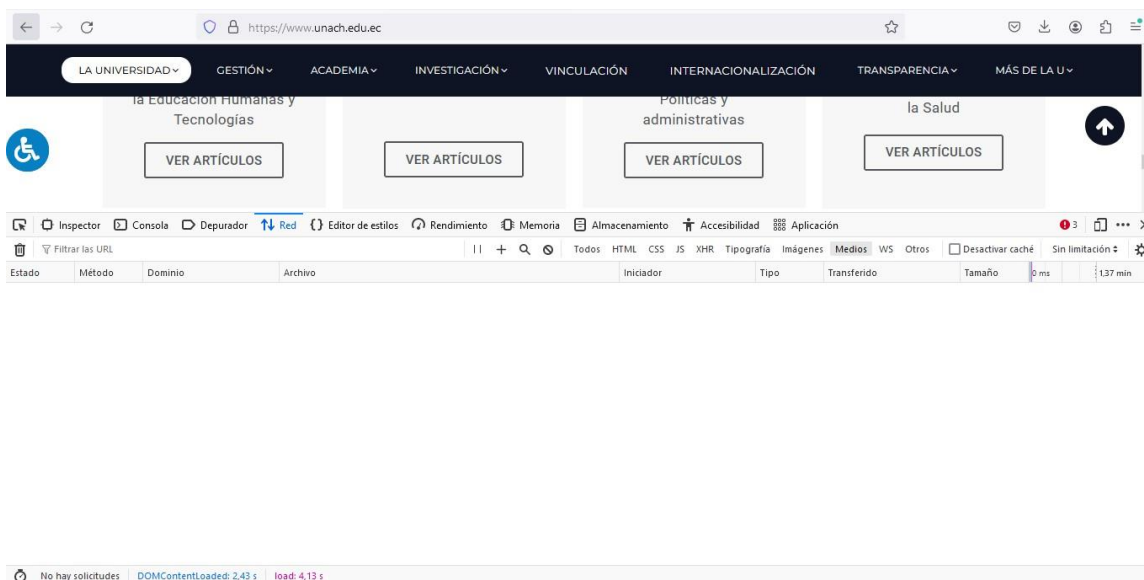 https://www.unach.edu.ec
LA UNIVERSIDAD GESTIÓN ACADEMIA INVESTIGACIÓN VINCULACIÓN INTERNACIONALIZACIÓN TRANSPARENCIA MÁS DE LA U
la Educación Humanas y
Tecnologías
VER ARTÍCULOS
VER ARTÍCULOS
Políticas y
administrativas
VER ARTÍCULOS
la Salud
VER ARTÍCULOS
Inspector Consola Depurador Red Editor de estilos Rendimiento Memoria Almacenamiento Accesibilidad Aplicación 3
Filtrar las URL Todos HTML CSS JS XHR Tipografía Imágenes Medios WS Otros Desactivar caché Sin limitación
Estado Método Dominio Archivo Iniciador Tipo Transferido Tamaño 0 ms 1,37 min
No hay solicitudes DOMContentLoaded: 2,43 s load: 4,13 s